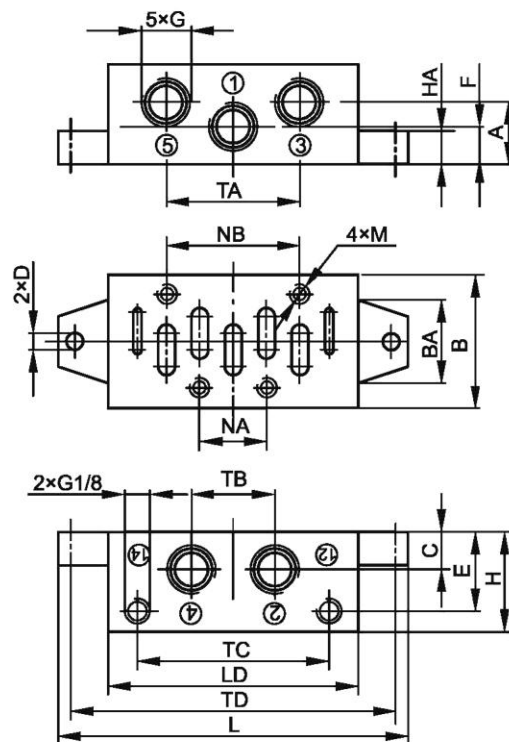 5×G
①
⑤
③
HA
F
A
TA
NB
4×M
2×D
BA
B
NA
2×G1/8
TB
⑭
⑫
④
②
C
E
H
TC
LD
TD
L